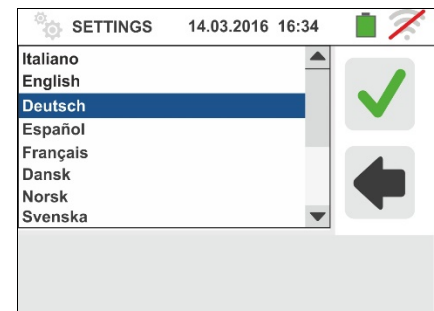 SETTINGS 14.03.2016 16:34
Italiano
English
Deutsch
Español
Français
Dansk
Norsk
Svenska